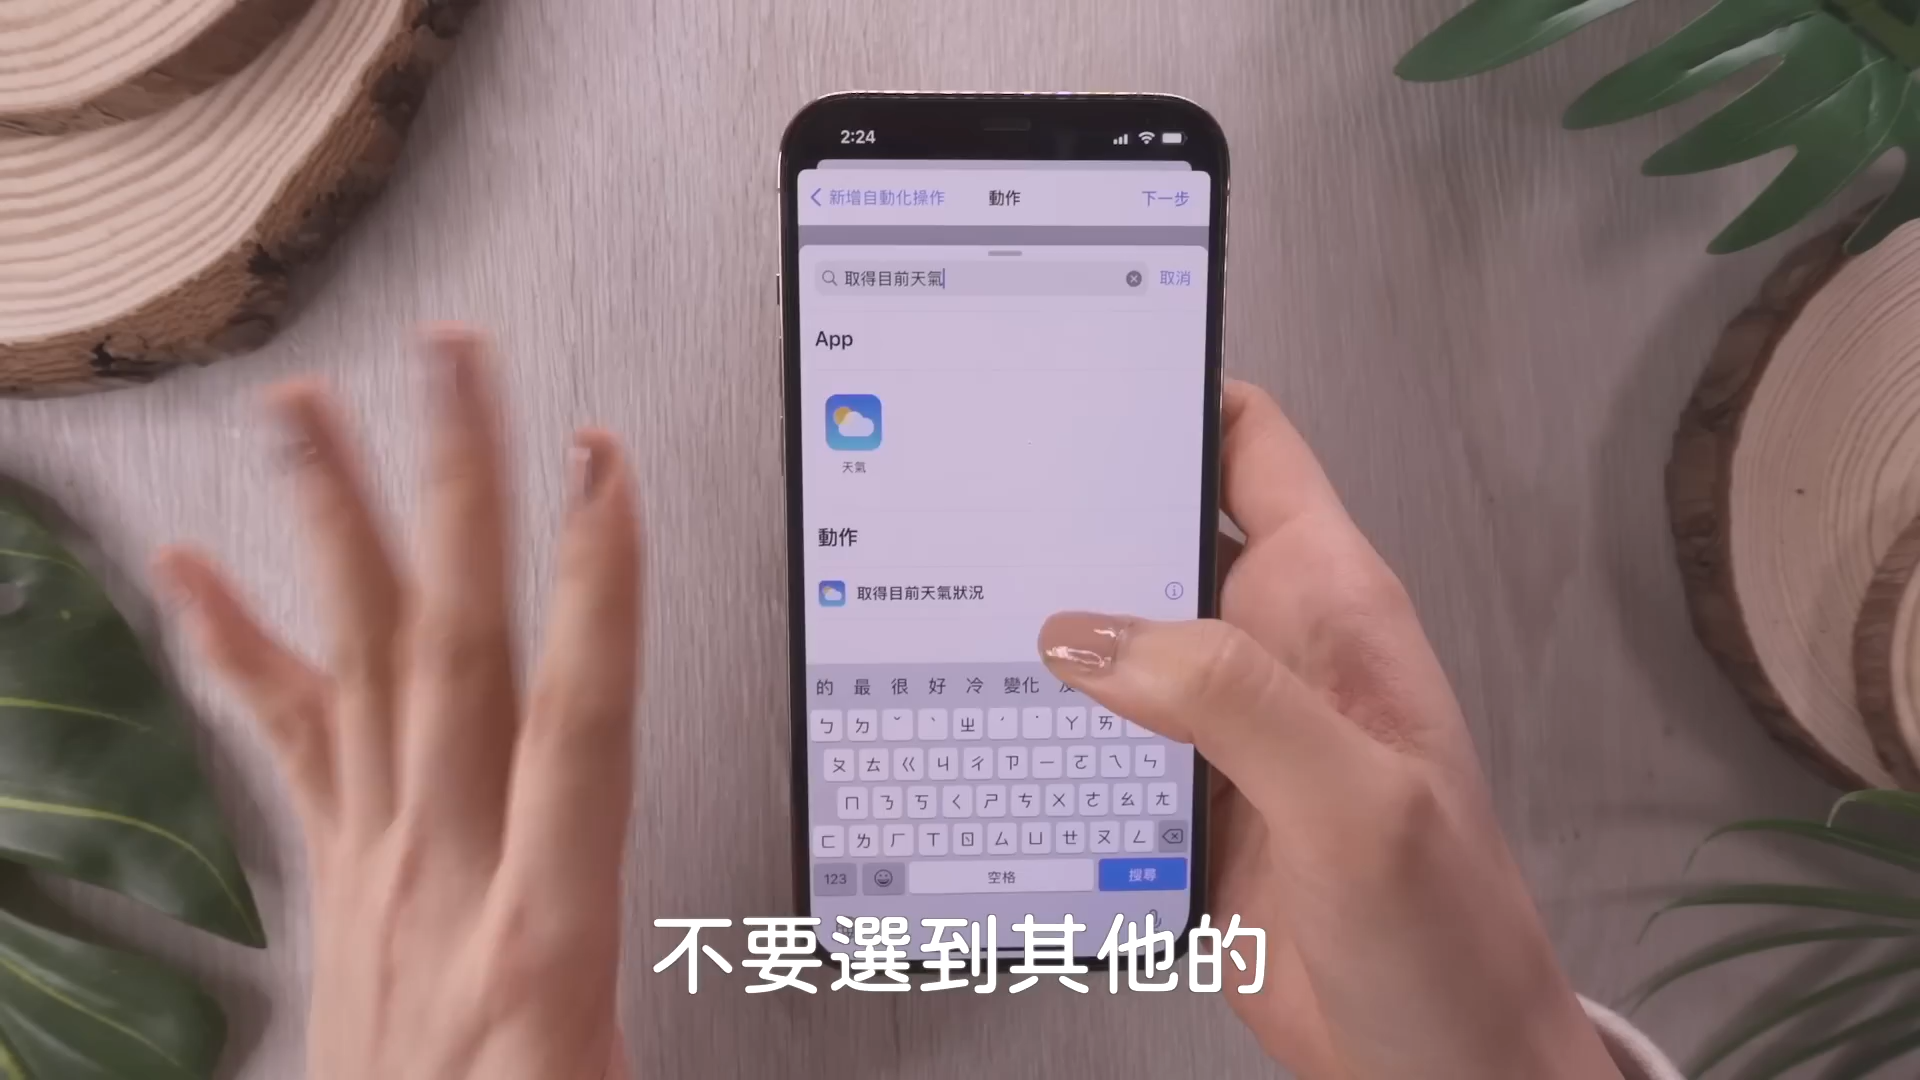 2:24
新增自動化操作 動作 下一步
取得目前天氣 取消
App
天氣
動作
取得目前天氣狀況
的 最 很 好 冷 變化
ㄅ ㄉ ˇ ˋ ㄓ ˊ ˙ ㄚ ㄞ
ㄆ ㄊ ㄍ ㄐ ㄔ ㄗ ㄧ ㄛ ㄟ ㄣ
ㄇ ㄋ ㄎ ㄑ ㄕ ㄘ ㄨ ㄜ ㄠ ㄤ
ㄈ ㄌ ㄏ ㄒ ㄖ ㄙ ㄩ ㄝ ㄡ ㄥ
123 空格 搜尋
不要選到其他的